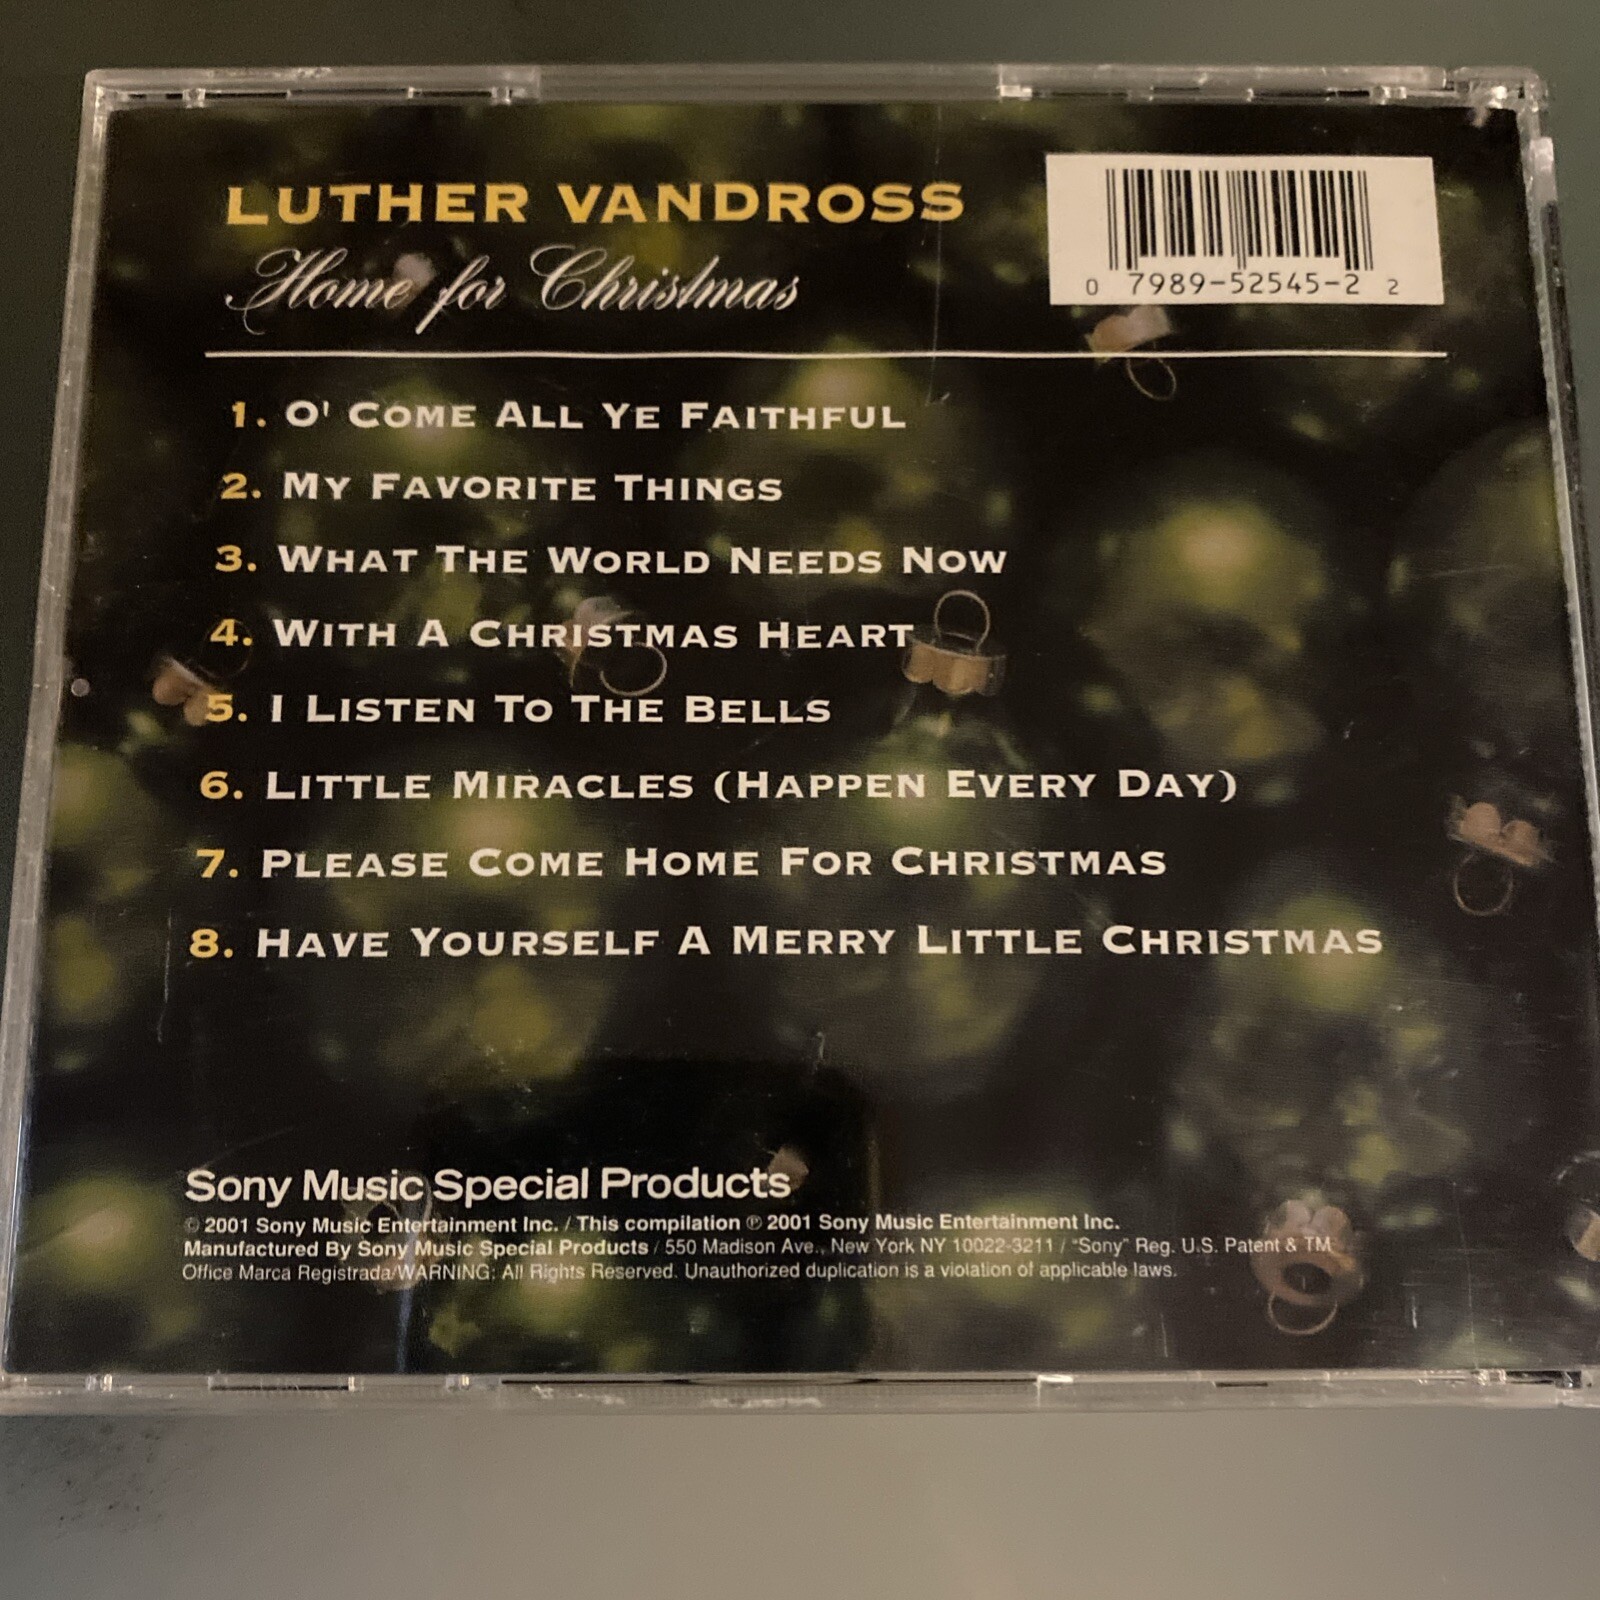 LUTHER VANDROSS
Home for Christmas
0 7989-52545-2 2
1. O' COME ALL YE FAITHFUL
2. MY FAVORITE THINGS
3. WHAT THE WORLD NEEDS NOW
4. WITH A CHRISTMAS HEART
5. I LISTEN TO THE BELLS
6. LITTLE MIRACLES (HAPPEN EVERY DAY)
7. PLEASE COME HOME FOR CHRISTMAS
8. HAVE YOURSELF A MERRY LITTLE CHRISTMAS
Sony Music Special Products
© 2001 Sony Music Entertainment Inc. / This compilation ℗ 2001 Sony Music Entertainment Inc.
Manufactured By Sony Music Special Products / 550 Madison Ave., New York NY 10022-3211 / "Sony" Reg. U.S. Patent & TM
Office Marca Registrada/WARNING: All Rights Reserved. Unauthorized duplication is a violation of applicable laws.